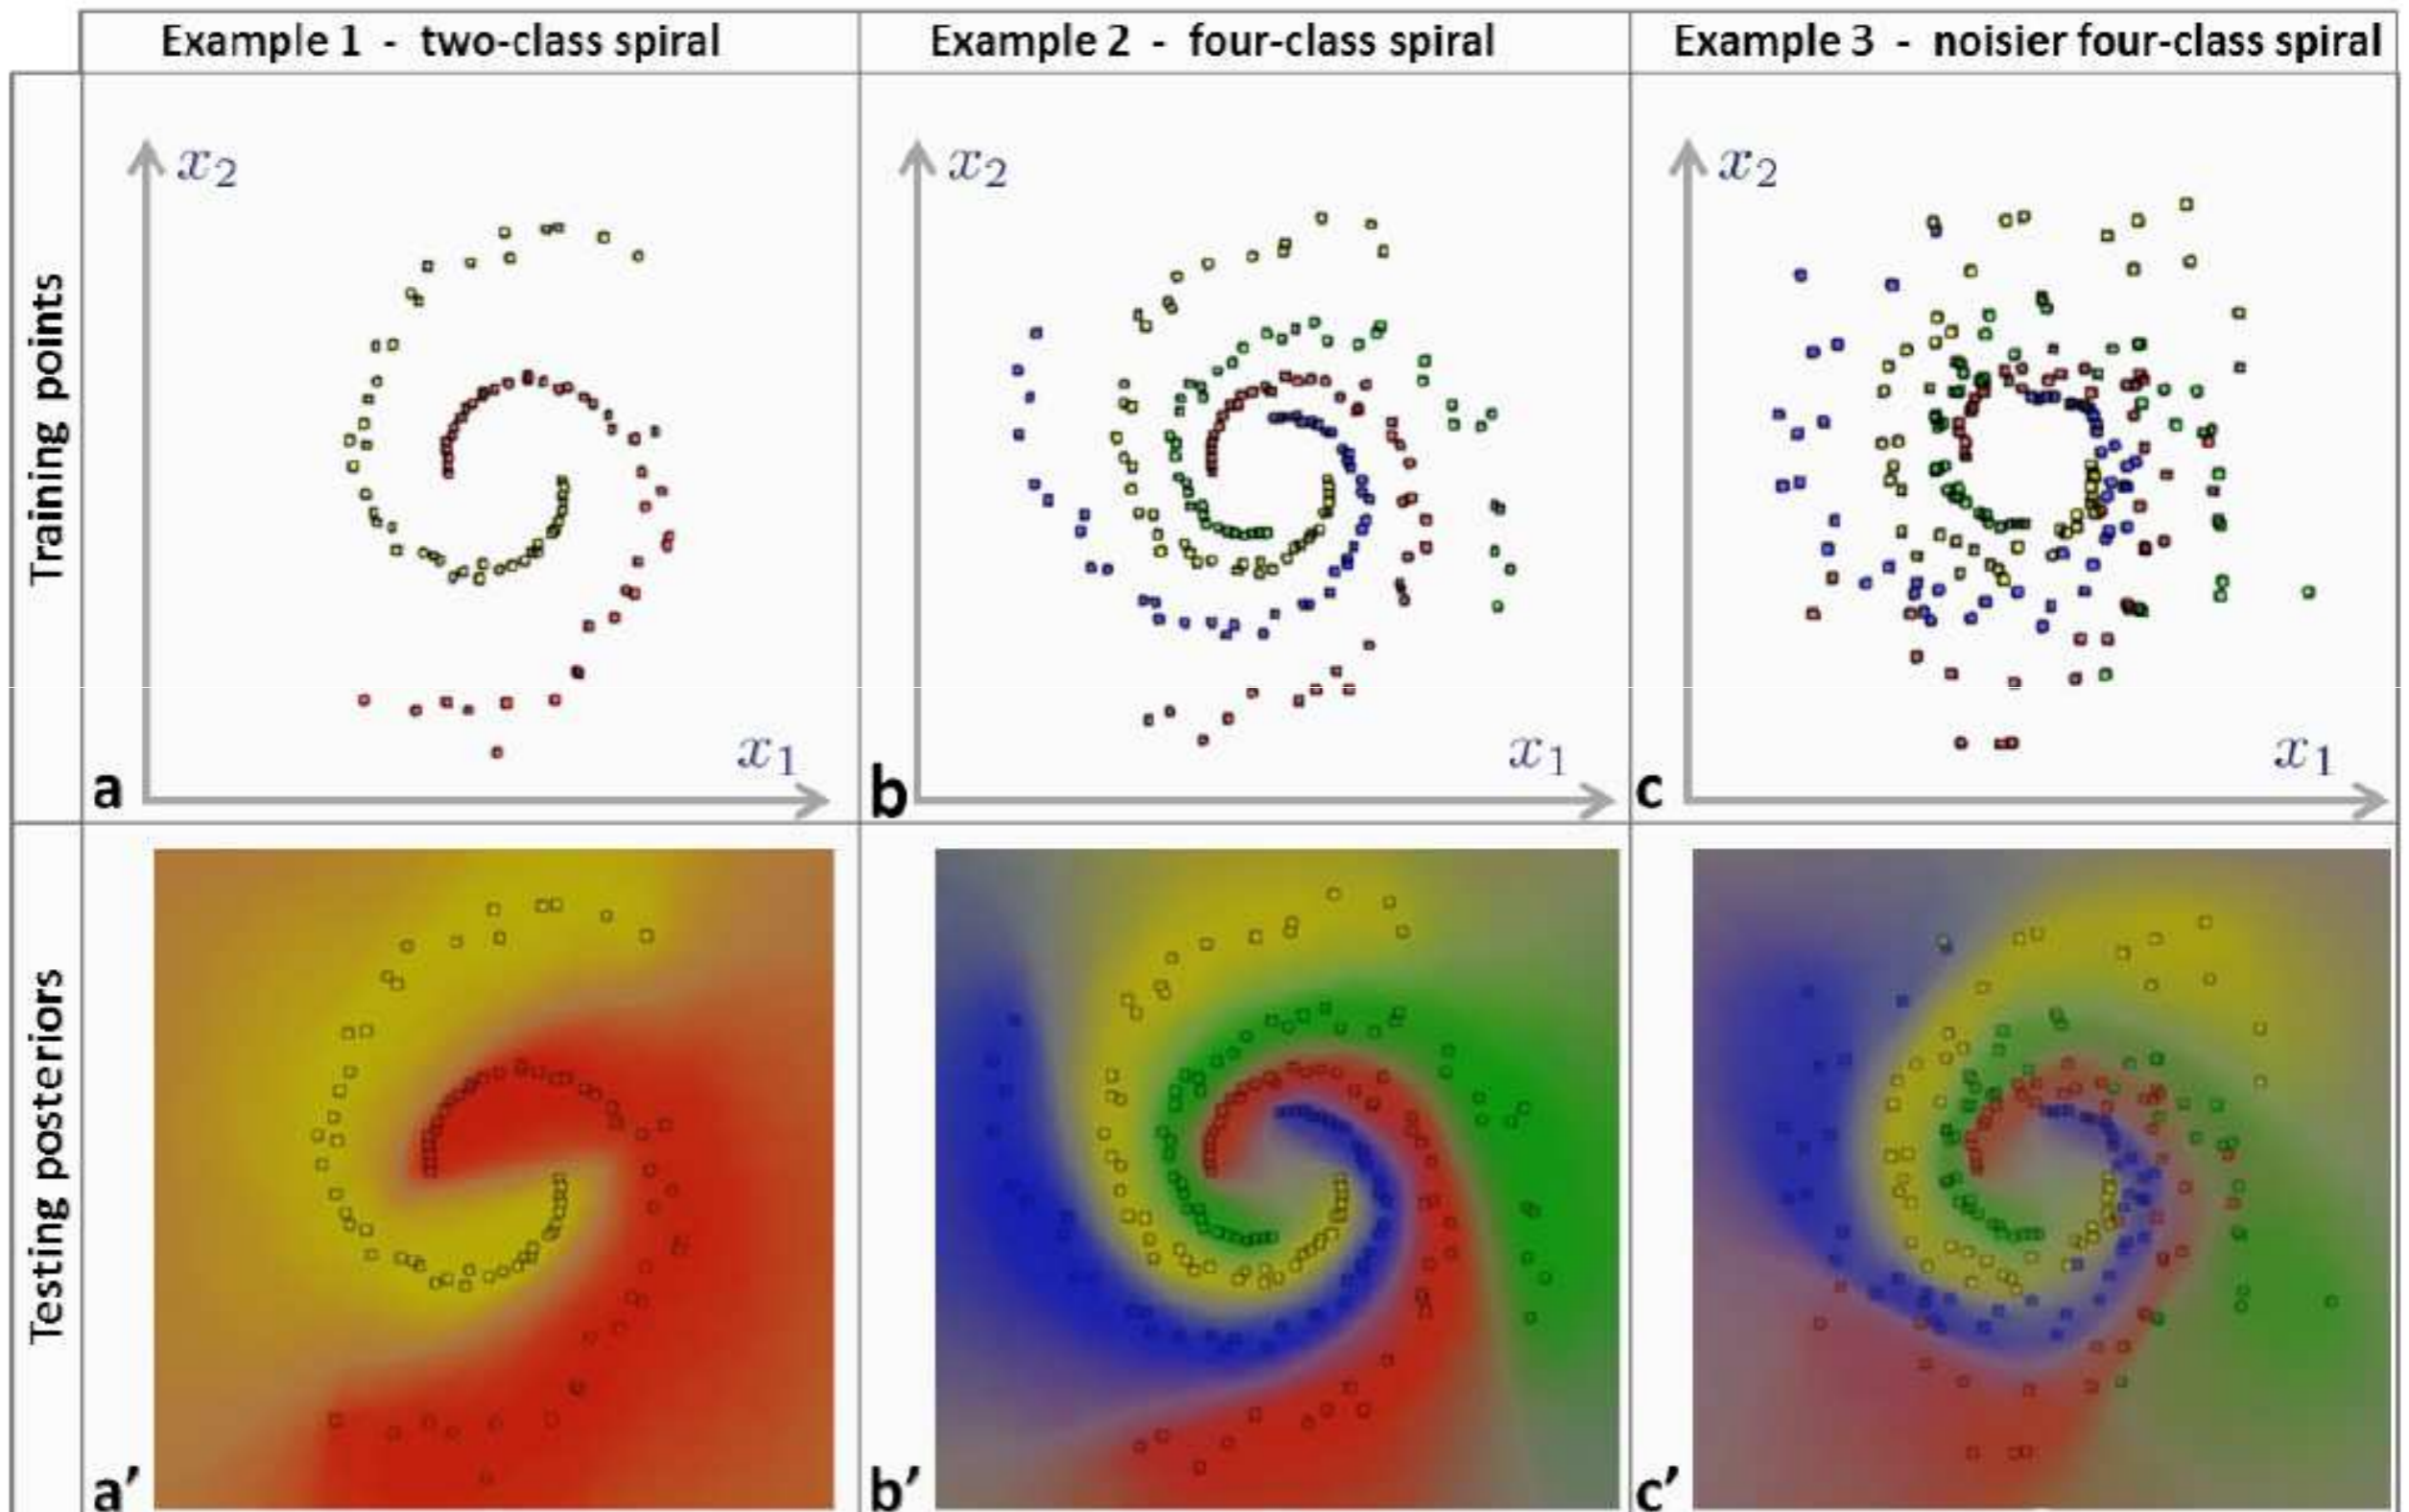 Example 1 - two-class spiral
Example 2 - four-class spiral
Example 3 - noisier four-class spiral
Training points
x2
x1
a
x2
x1
b
x2
x1
c
Testing posteriors
a′
b′
c′